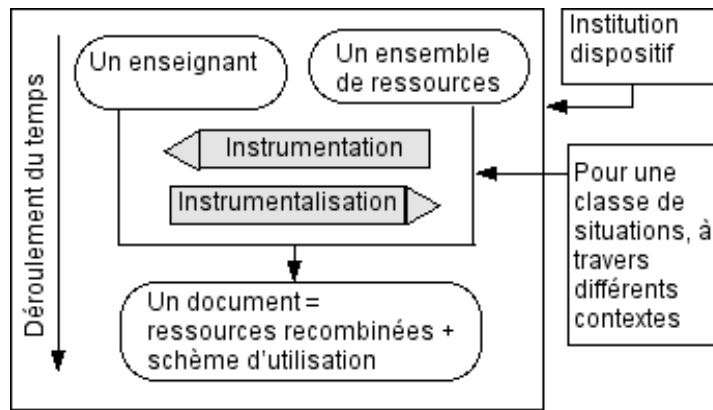 Déroulement du temps
Un enseignant
Un ensemble
de ressources
Instrumentation
Instrumentalisation
Un document =
ressources recombinées +
schème d'utilisation
Institution
dispositif
Pour une
classe de
situations, à
travers
différents
contextes